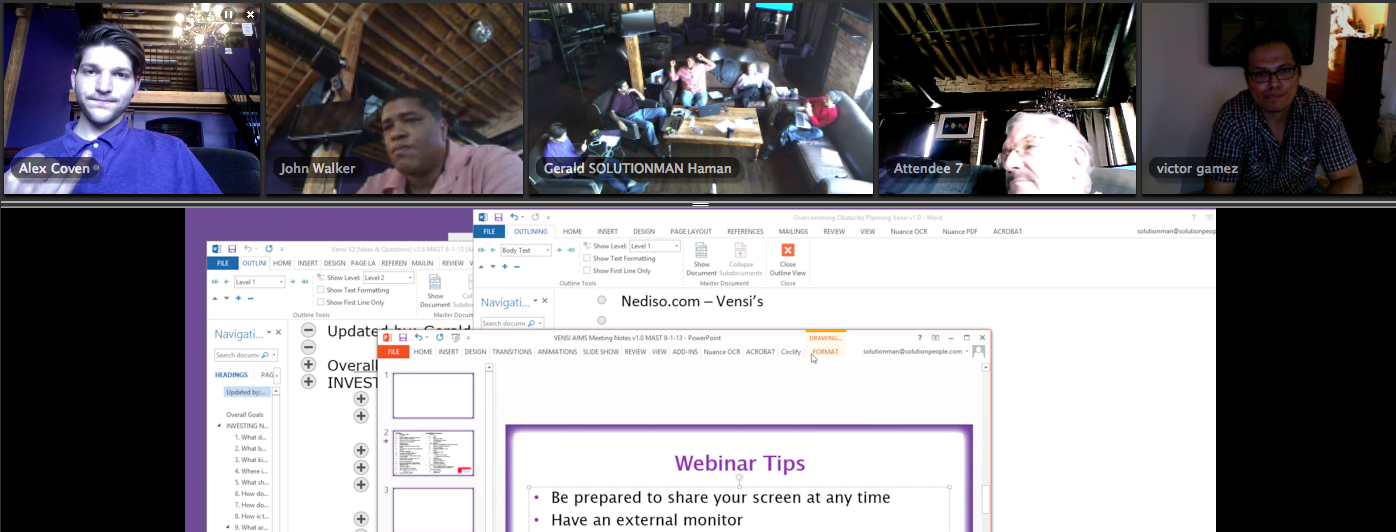 Alex Coven
John Walker
Gerald SOLUTIONMAN Haman
Attendee 7
victor gamez
Overcomming Obstacles Planning Vensi v1.0 - Word
FILE OUTLINING HOME INSERT DESIGN PAGE LAYOUT REFERENCES MAILINGS REVIEW VIEW Nuance OCR Nuance PDF ACROBAT solutionman@solutionpeop
Body Text
Show Level: Level 1
Show Text Formatting
Show First Line Only
Show Document
Collapse Subdocuments
Close Outline View
Outline Tools Master Document Close
Navigati...
Search docume
Nediso.com – Vensi's
Vensi IQ (Ideas & Questions) v2.6 MAST 8-1-13
FILE OUTLINI HOME INSERT DESIGN PAGE LA REFEREN MAILIN REVIEW V
Level 1
Show Level: Level 2
Show Text Formatting
Show First Line Only
Show Document
Outline Tools
Navigati...
Search docume
HEADINGS PAG
Updated by:...
Overall Goals
INVESTING N...
1. What d...
2. What b...
3. What ki...
4. Where i...
5. What sh...
6. How do...
7. How do...
8. How is t...
9. What ar...
Updated by: Gerald
Overall
INVEST
VENSI AIMS Meeting Notes v1.0 MAST 8-1-13 - PowerPoint
DRAWING...
FILE HOME INSERT DESIGN TRANSITIONS ANIMATIONS SLIDE SHOW REVIEW VIEW ADD-INS Nuance OCR ACROBAT Circlify FORMAT solutionman@solutionpeople.com
1
2
3
Webinar Tips
• Be prepared to share your screen at any time
• Have an external monitor